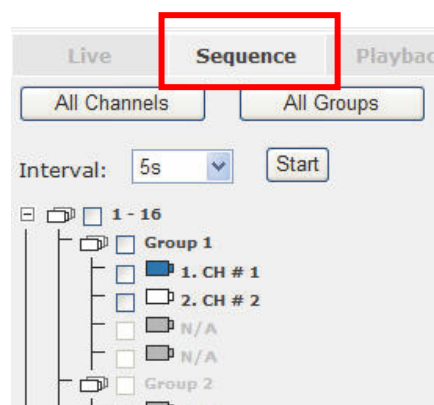 Live Sequence Playbac
All Channels All Groups
Interval: 5s Start
1 - 16
Group 1
1. CH # 1
2. CH # 2
N/A
N/A
Group 2